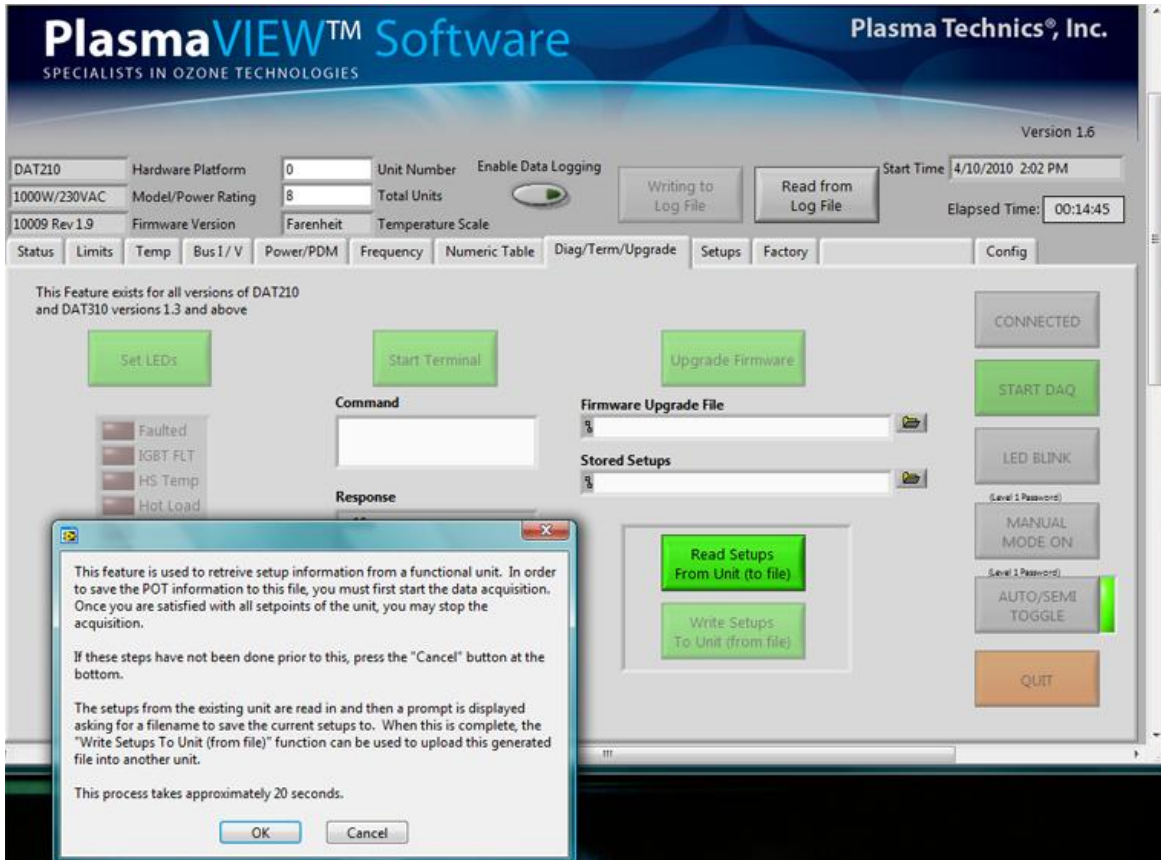 PlasmaVIEW™ Software
Plasma Technics®, Inc.
SPECIALISTS IN OZONE TECHNOLOGIES
Version 1.6
DAT210 Hardware Platform 0 Unit Number Enable Data Logging Writing to Log File Read from Log File Start Time 4/10/2010 2:02 PM
1000W/230VAC Model/Power Rating 8 Total Units Elapsed Time: 00:14:45
10009 Rev 1.9 Firmware Version Farenheit Temperature Scale
Status Limits Temp Bus I / V Power/PDM Frequency Numeric Table Diag/Term/Upgrade Setups Factory Config
This Feature exists for all versions of DAT210
and DAT310 versions 1.3 and above
Set LEDs Start Terminal Upgrade Firmware
Faulted
IGBT FLT
HS Temp
Hot Load
Command
Response
Firmware Upgrade File
Stored Setups
Read Setups
From Unit (to file)
Write Setups
To Unit (from file)
CONNECTED
START DAQ
LED BLINK
(Level 1 Password)
MANUAL
MODE ON
(Level 1 Password)
AUTO/SEMI
TOGGLE
QUIT
This feature is used to retreive setup information from a functional unit. In order
to save the POT information to this file, you must first start the data acquisition.
Once you are satisfied with all setpoints of the unit, you may stop the
acquisition.
If these steps have not been done prior to this, press the "Cancel" button at the
bottom.
The setups from the existing unit are read in and then a prompt is displayed
asking for a filename to save the current setups to. When this is complete, the
"Write Setups To Unit (from file)" function can be used to upload this generated
file into another unit.
This process takes approximately 20 seconds.
OK Cancel